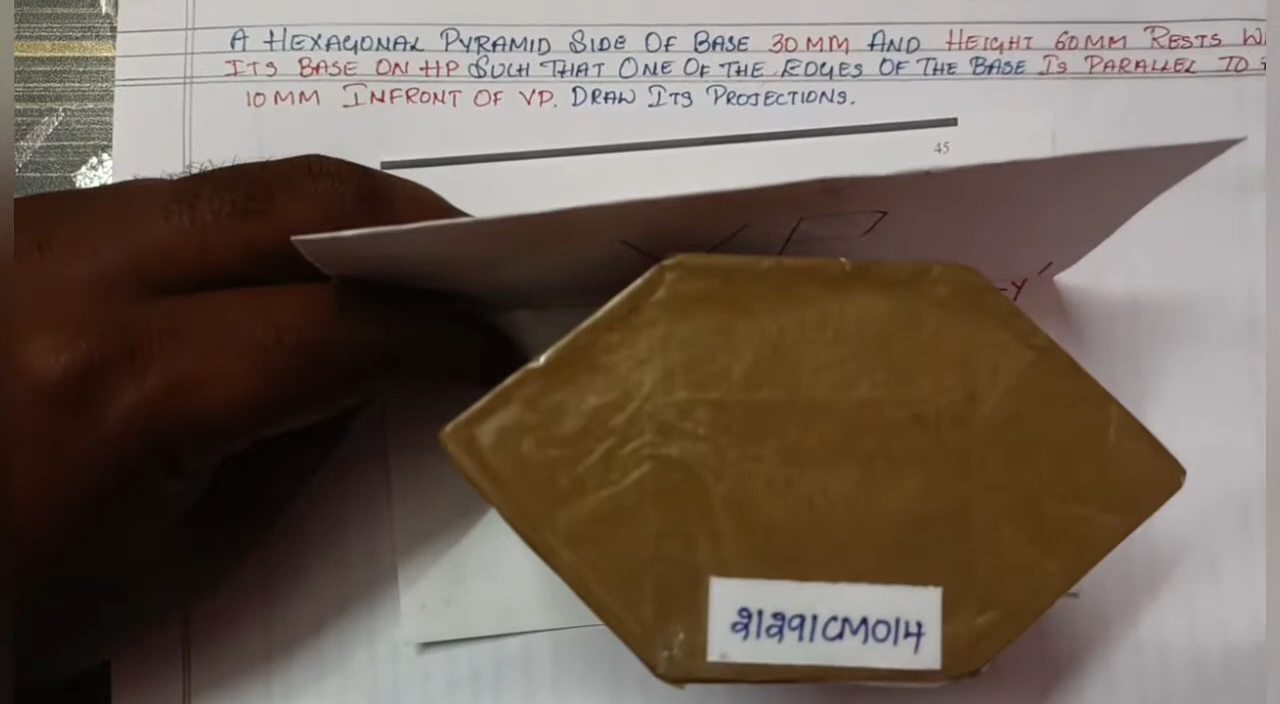 A HEXAGONAL PYRAMID SIDE OF BASE 30 MM AND HEIGHT 60 MM RESTS
ITS BASE ON HP SUCH THAT ONE OF THE EDGES OF THE BASE IS PARALLEL TO
10 MM INFRONT OF VP. DRAW ITS PROJECTIONS.
45
-Y
21291CM014